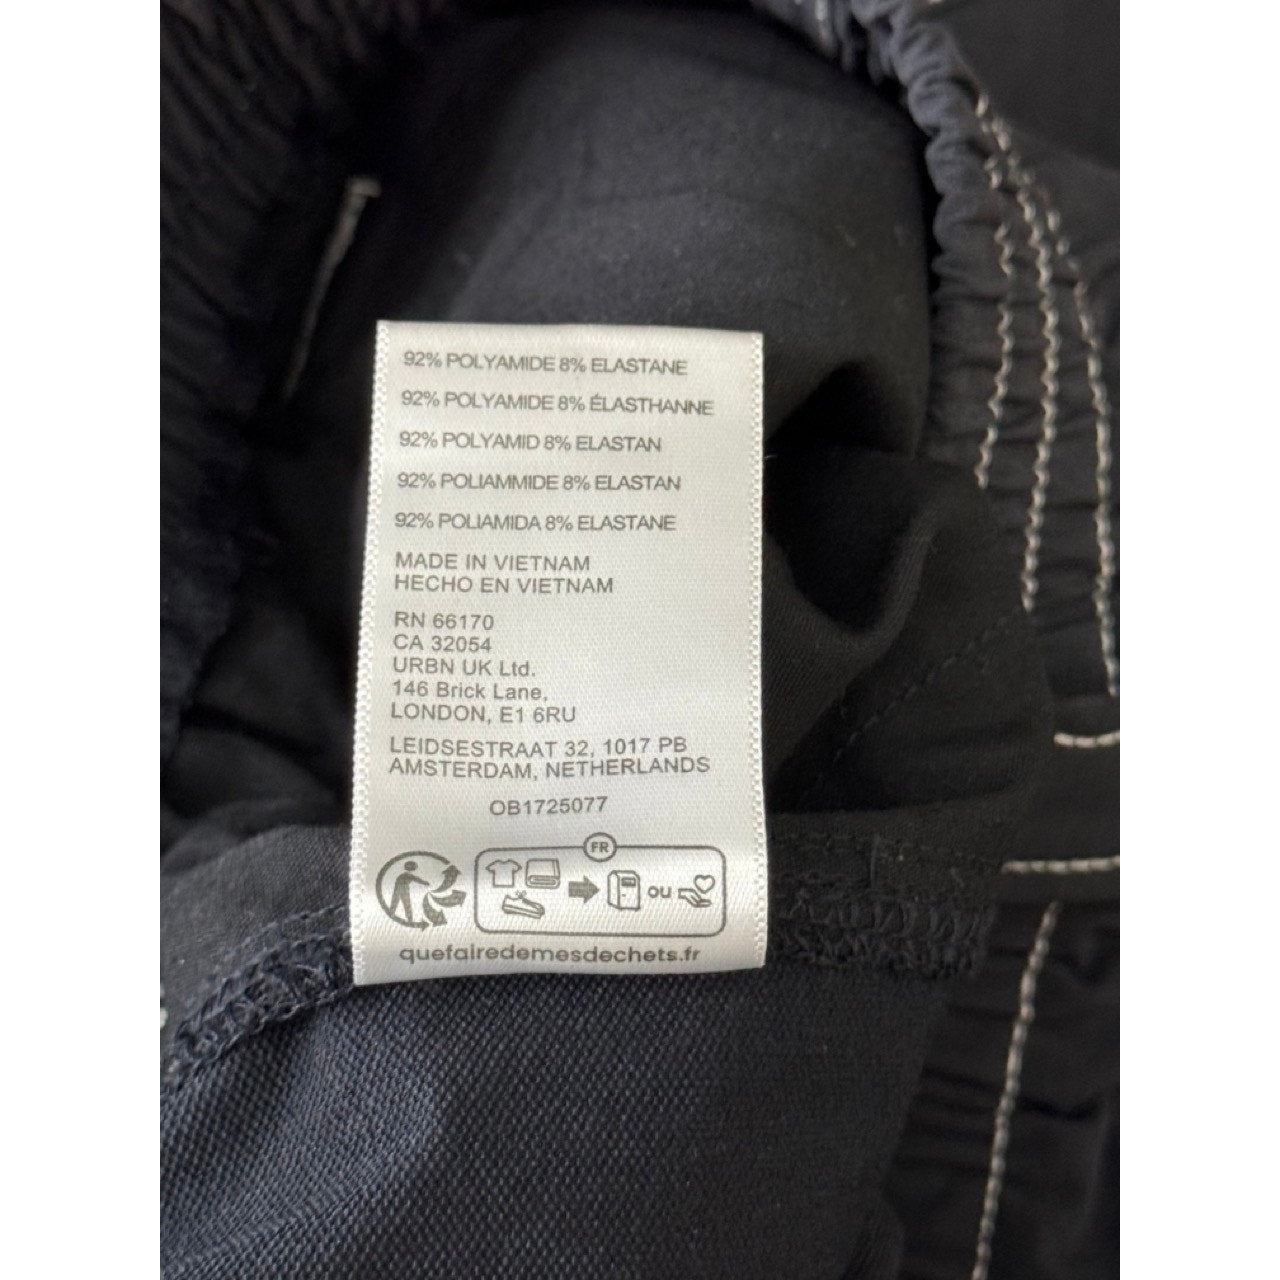 92% POLYAMIDE 8% ELASTANE
92% POLYAMIDE 8% ÉLASTHANNE
92% POLYAMID 8% ELASTAN
92% POLIAMMIDE 8% ELASTAN
92% POLIAMIDA 8% ELASTANE
MADE IN VIETNAM
HECHO EN VIETNAM
RN 66170
CA 32054
URBN UK Ltd.
146 Brick Lane,
LONDON, E1 6RU
LEIDSESTRAAT 32, 1017 PB
AMSTERDAM, NETHERLANDS
OB1725077
FR
ou
quefairedemesdechets.fr